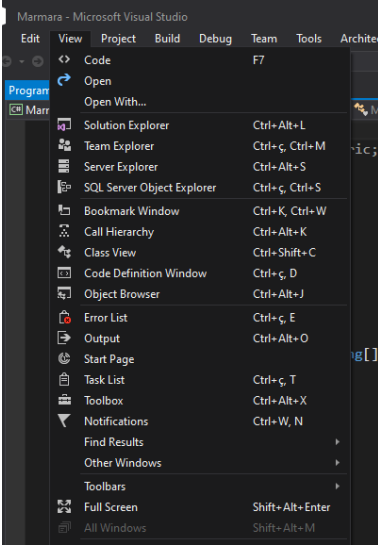 Marmara - Microsoft Visual Studio
Edit View Project Build Debug Team Tools Archite
Code F7
Open
Open With...
Program
Marr
Solution Explorer Ctrl+Alt+L
Team Explorer Ctrl+ç, Ctrl+M
ric;
Server Explorer Ctrl+Alt+S
SQL Server Object Explorer Ctrl+ç, Ctrl+S
Bookmark Window Ctrl+K, Ctrl+W
Call Hierarchy Ctrl+Alt+K
Class View Ctrl+Shift+C
Code Definition Window Ctrl+ç, D
Object Browser Ctrl+Alt+J
Error List Ctrl+ç, E
Output Ctrl+Alt+O
Start Page
ng[]
Task List Ctrl+ç, T
Toolbox Ctrl+Alt+X
Notifications Ctrl+W, N
Find Results
Other Windows
Toolbars
Full Screen Shift+Alt+Enter
All Windows Shift+Alt+M